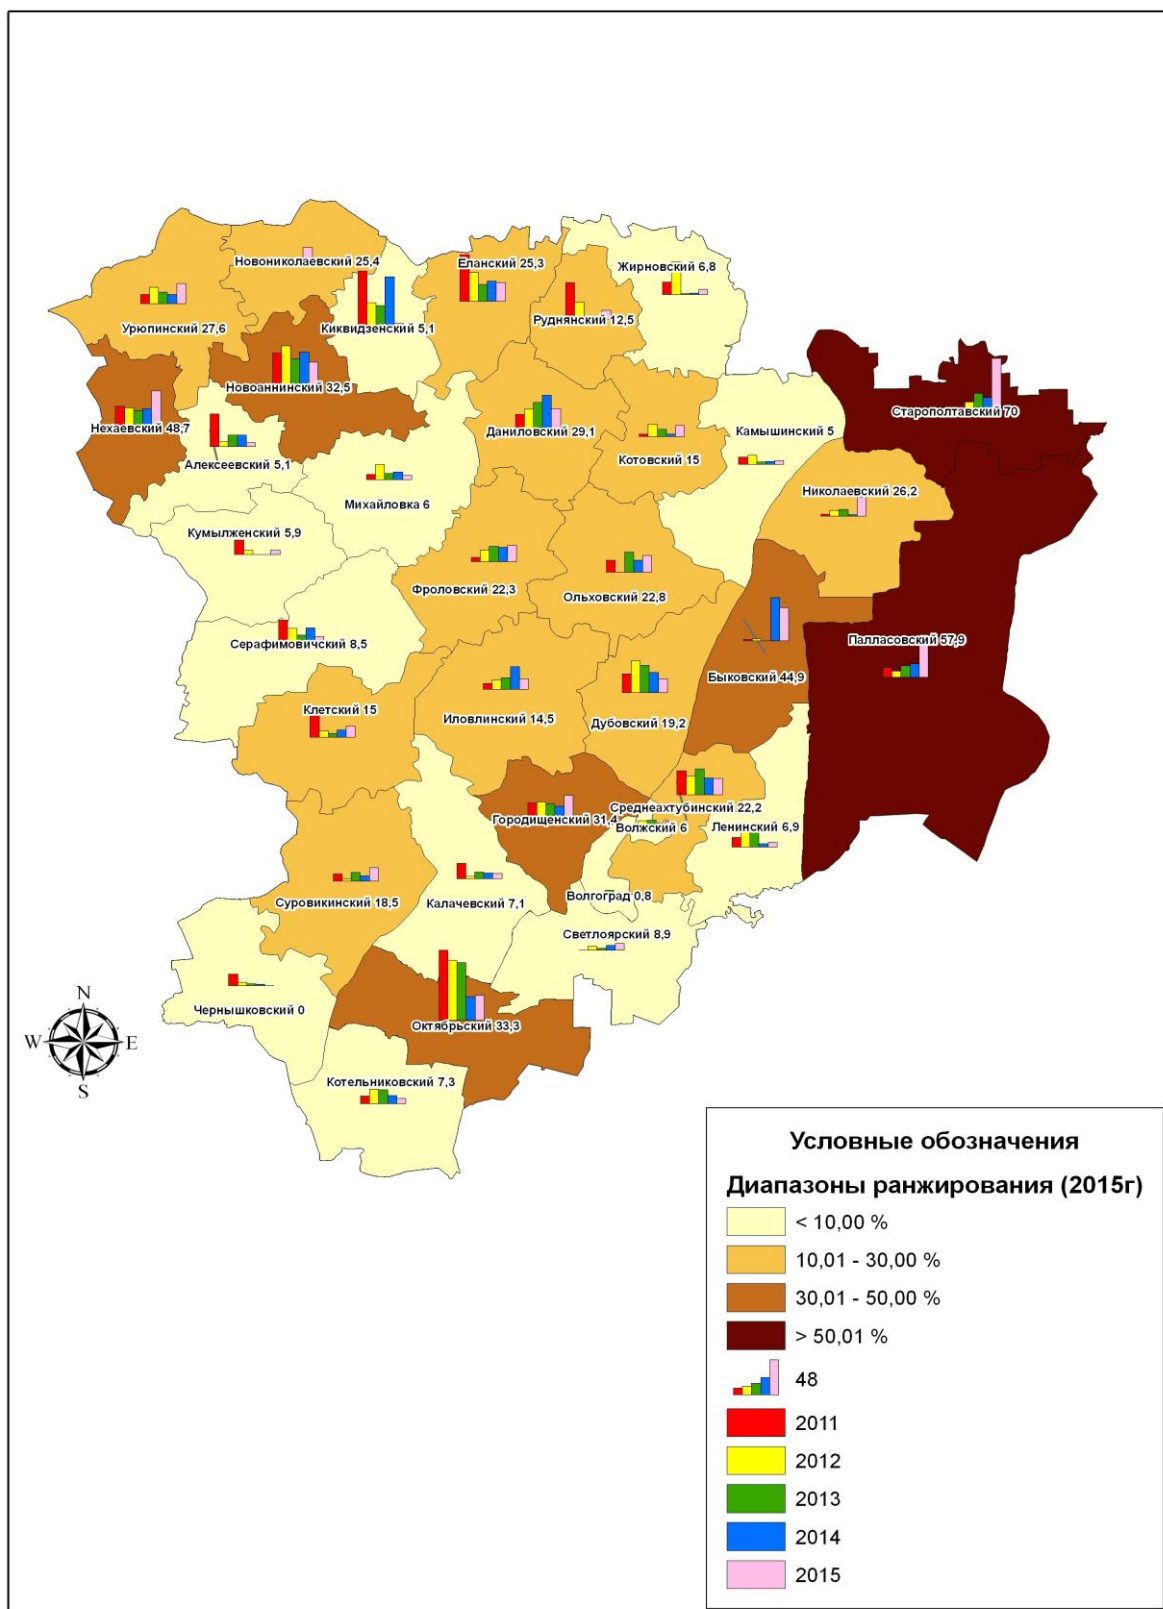 Новониколаевский 25,4
Еланский 25,3
Жирновский 6,8
Урюпинский 27,6
Киквидзенский 5,1
Руднянский 12,5
Новоаннинский 32,5
Старополтавский 70
Нехаевский 48,7
Даниловский 29,1
Камышинский 5
Алексеевский 5,1
Котовский 15
Николаевский 26,2
Михайловка 6
Кумылженский 5,9
Фроловский 22,3
Ольховский 22,8
Серафимовичский 8,5
Палласовский 57,9
Быковский 44,9
Клетский 15
Иловлинский 14,5
Дубовский 19,2
Среднеахтубинский 22,2
Городищенский 31,4
Волжский 6
Ленинский 6,9
Суровикинский 18,5
Калачевский 7,1
Волгоград 0,8
Светлоярский 8,9
Чернышковский 0
Октябрьский 33,3
Котельниковский 7,3
N
W
E
S
Условные обозначения
Диапазоны ранжирования (2015г)
< 10,00 %
10,01 - 30,00 %
30,01 - 50,00 %
> 50,01 %
48
2011
2012
2013
2014
2015